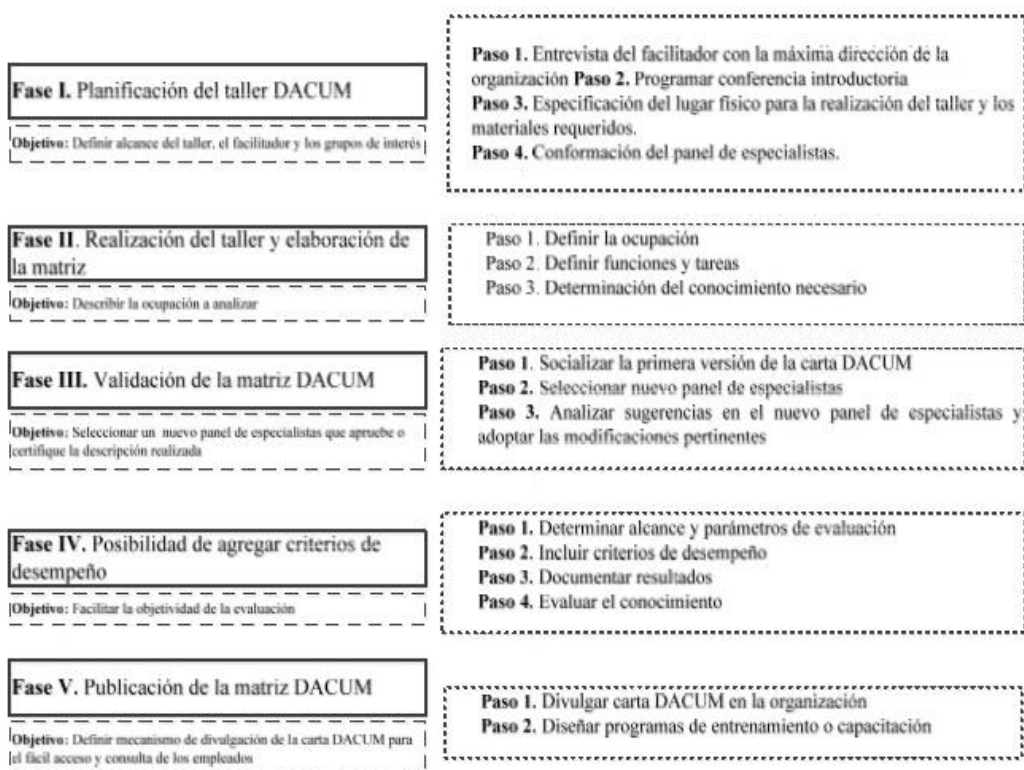 Fase I. Planificación del taller DACUM
Objetivo: Definir alcance del taller, el facilitador y los grupos de interés
Paso 1. Entrevista del facilitador con la máxima dirección de la
organización Paso 2. Programar conferencia introductoria
Paso 3. Especificación del lugar físico para la realización del taller y los
materiales requeridos.
Paso 4. Conformación del panel de especialistas.
Fase II. Realización del taller y elaboración de
la matriz
Objetivo: Describir la ocupación a analizar
Paso 1. Definir la ocupación
Paso 2. Definir funciones y tareas
Paso 3. Determinación del conocimiento necesario
Fase III. Validación de la matriz DACUM
Objetivo: Seleccionar un nuevo panel de especialistas que apruebe o
certifique la descripción realizada
Paso 1. Socializar la primera versión de la carta DACUM
Paso 2. Seleccionar nuevo panel de especialistas
Paso 3. Analizar sugerencias en el nuevo panel de especialistas y
adoptar las modificaciones pertinentes
Fase IV. Posibilidad de agregar criterios de
desempeño
Objetivo: Facilitar la objetividad de la evaluación
Paso 1. Determinar alcance y parámetros de evaluación
Paso 2. Incluir criterios de desempeño
Paso 3. Documentar resultados
Paso 4. Evaluar el conocimiento
Fase V. Publicación de la matriz DACUM
Objetivo: Definir mecanismo de divulgación de la carta DACUM para
el fácil acceso y consulta de los empleados
Paso 1. Divulgar carta DACUM en la organización
Paso 2. Diseñar programas de entrenamiento o capacitación